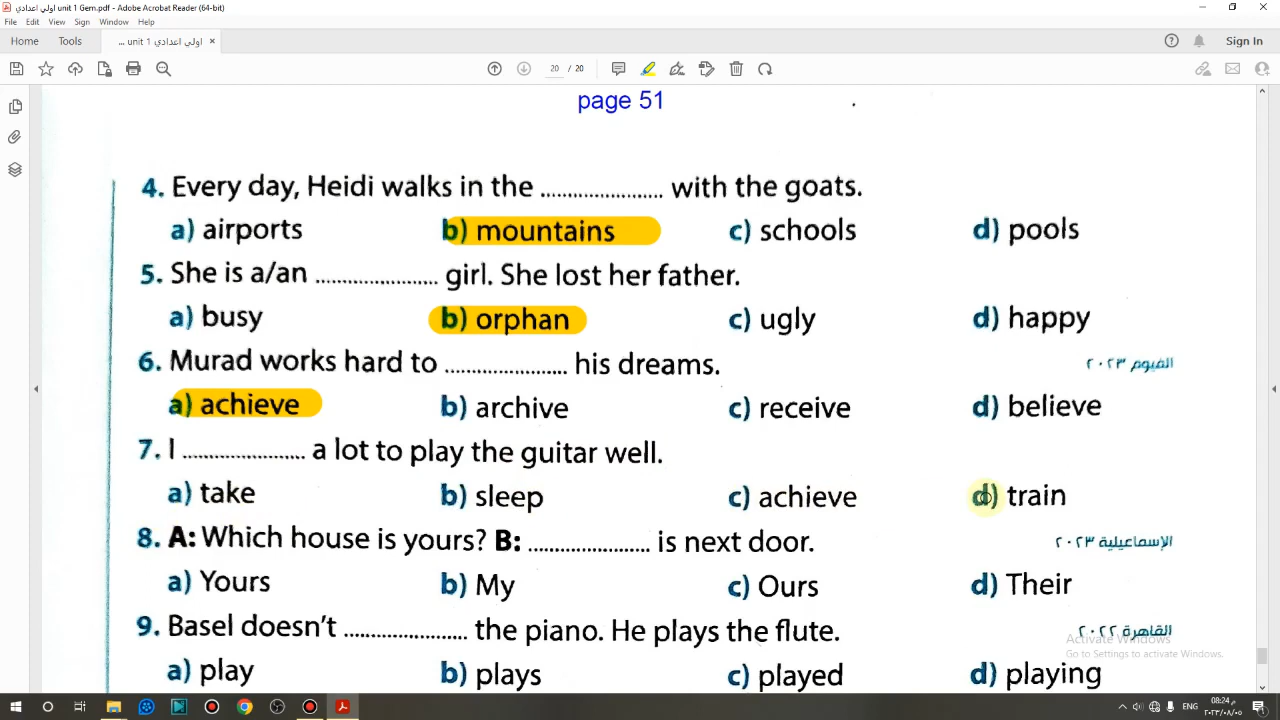 اولي اعدادي unit 1 Gem.pdf - Adobe Acrobat Reader (64-bit)
File Edit View Sign Window Help
Home Tools اولي اعدادي unit 1 ... × Sign In
20 / 20
page 51
4. Every day, Heidi walks in the ...................... with the goats.
a) airports b) mountains c) schools d) pools
5. She is a/an ...................... girl. She lost her father.
a) busy b) orphan c) ugly d) happy
6. Murad works hard to ...................... his dreams. الفيوم ٢٠٢٣
a) achieve b) archive c) receive d) believe
7. I ...................... a lot to play the guitar well.
a) take b) sleep c) achieve d) train
8. A: Which house is yours? B: ...................... is next door. الإسماعيلية ٢٠٢٣
a) Yours b) My c) Ours d) Their
9. Basel doesn't ...................... the piano. He plays the flute. القاهرة ٢٠٢٢
a) play b) plays c) played d) playing
Activate Windows
Go to Settings to activate Windows.
ENG 08:24 م
٢٠٢٣/٠٨/٠٥